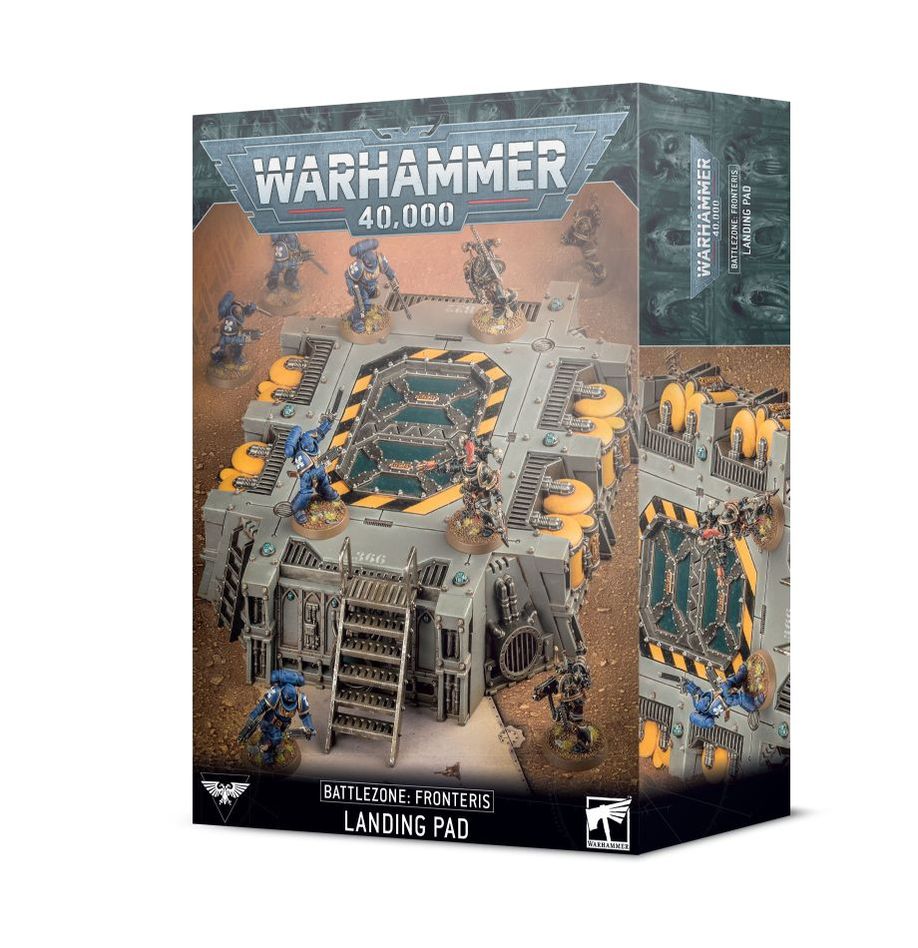 WARHAMMER
40,000
366
BATTLEZONE: FRONTERIS
LANDING PAD
WARHAMMER
WARHAMMER
40,000
BATTLEZONE: FRONTERIS
LANDING PAD